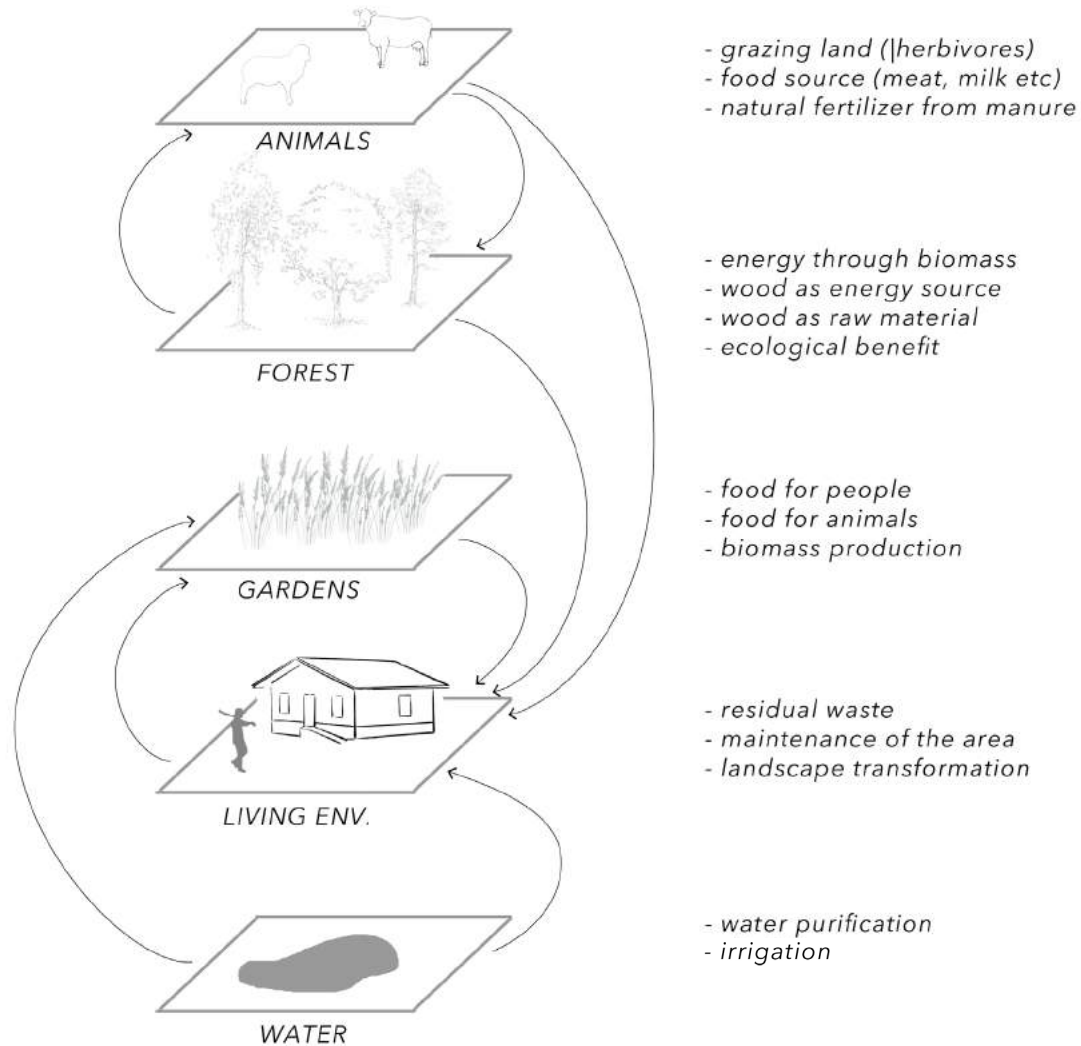 - grazing land (|herbivores)
- food source (meat, milk etc)
- natural fertilizer from manure
ANIMALS
- energy through biomass
- wood as energy source
- wood as raw material
- ecological benefit
FOREST
- food for people
- food for animals
- biomass production
GARDENS
- residual waste
- maintenance of the area
- landscape transformation
LIVING ENV.
- water purification
- irrigation
WATER